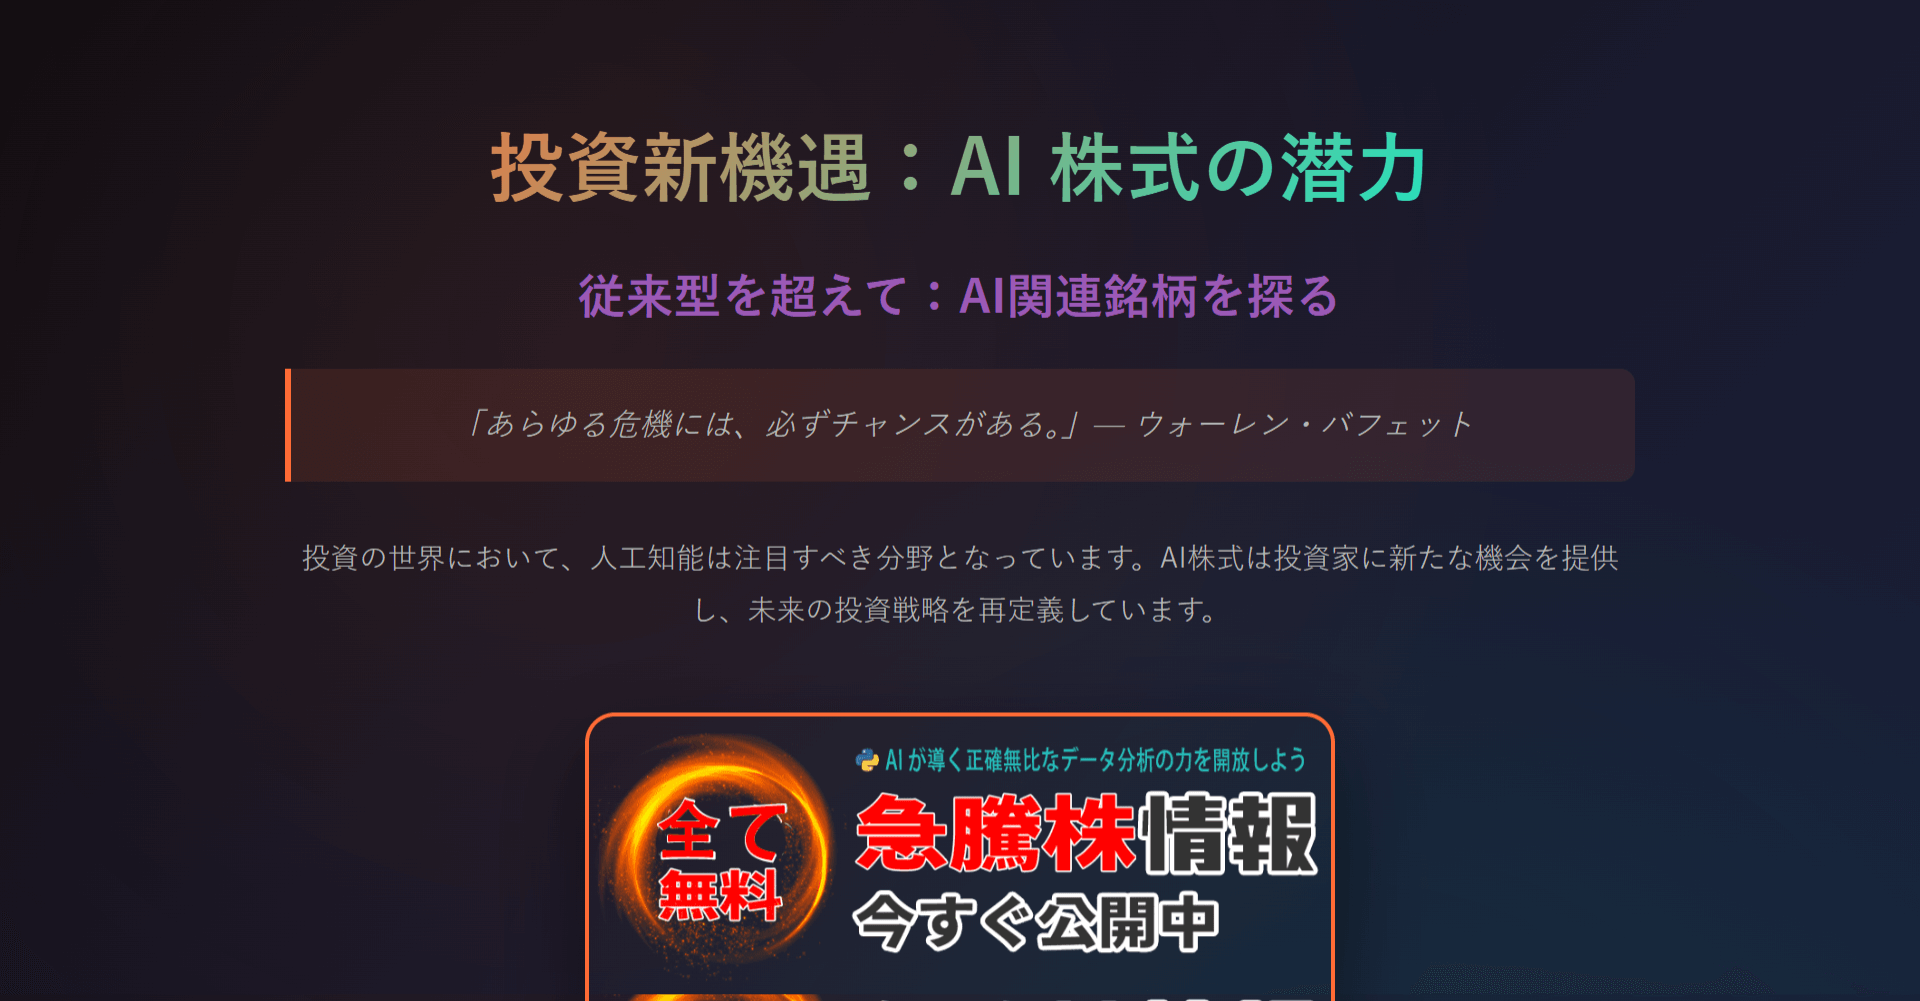 投資新機遇：AI 株式の潜力
従来型を超えて：AI関連銘柄を探る
「あらゆる危機には、必ずチャンスがある。」— ウォーレン・バフェット
投資の世界において、人工知能は注目すべき分野となっています。AI株式は投資家に新たな機会を提供
し、未来の投資戦略を再定義しています。
AI が導く正確無比なデータ分析の力を開放しよう
全て
無料
急騰株情報
今すぐ公開中